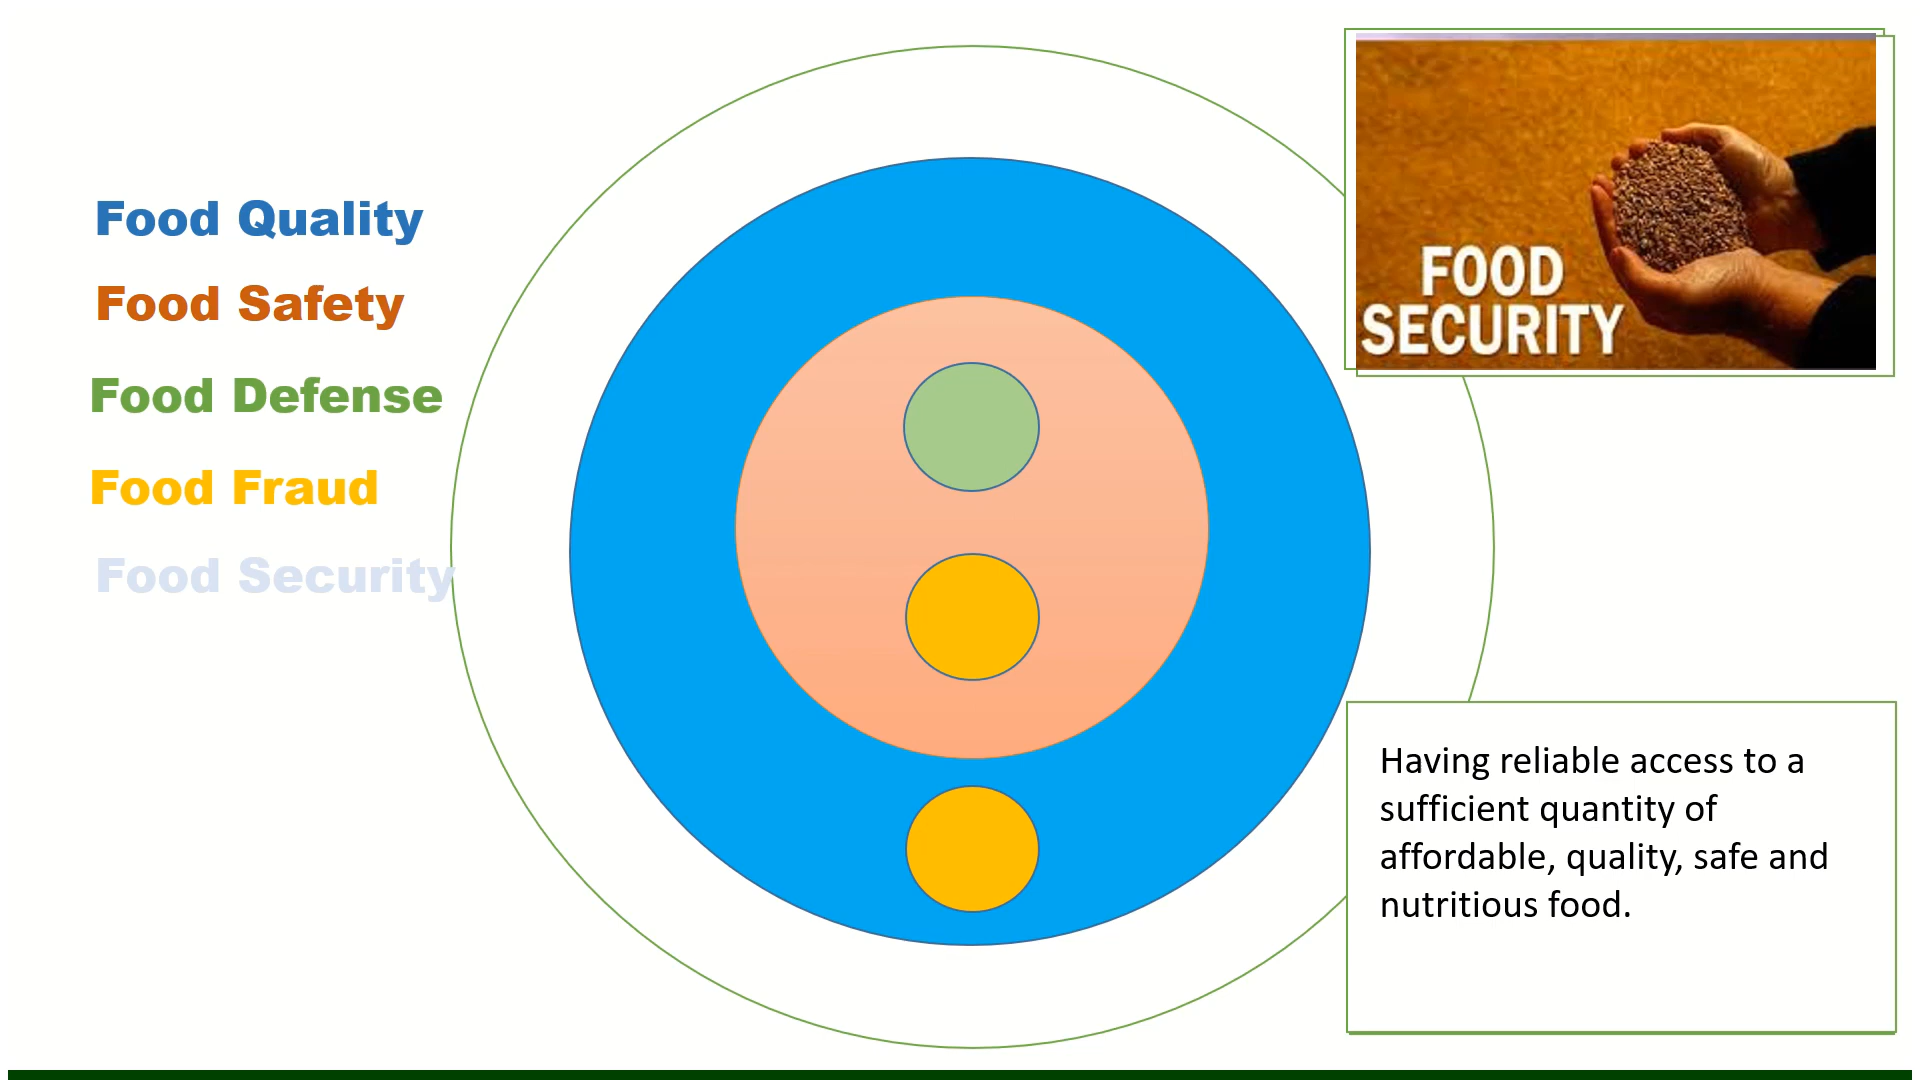 Food Quality
Food Safety
Food Defense
Food Fraud
Food Security
FOOD
SECURITY
Having reliable access to a
sufficient quantity of
affordable, quality, safe and
nutritious food.